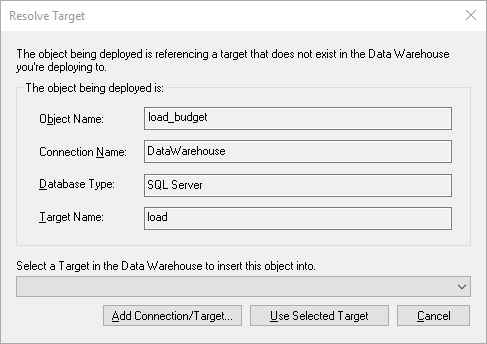 Resolve Target
The object being deployed is referencing a target that does not exist in the Data Warehouse
you're deploying to.
The object being deployed is:
Object Name: load_budget
Connection Name: DataWarehouse
Database Type: SQL Server
Target Name: load
Select a Target in the Data Warehouse to insert this object into.
Add Connection/Target... Use Selected Target Cancel